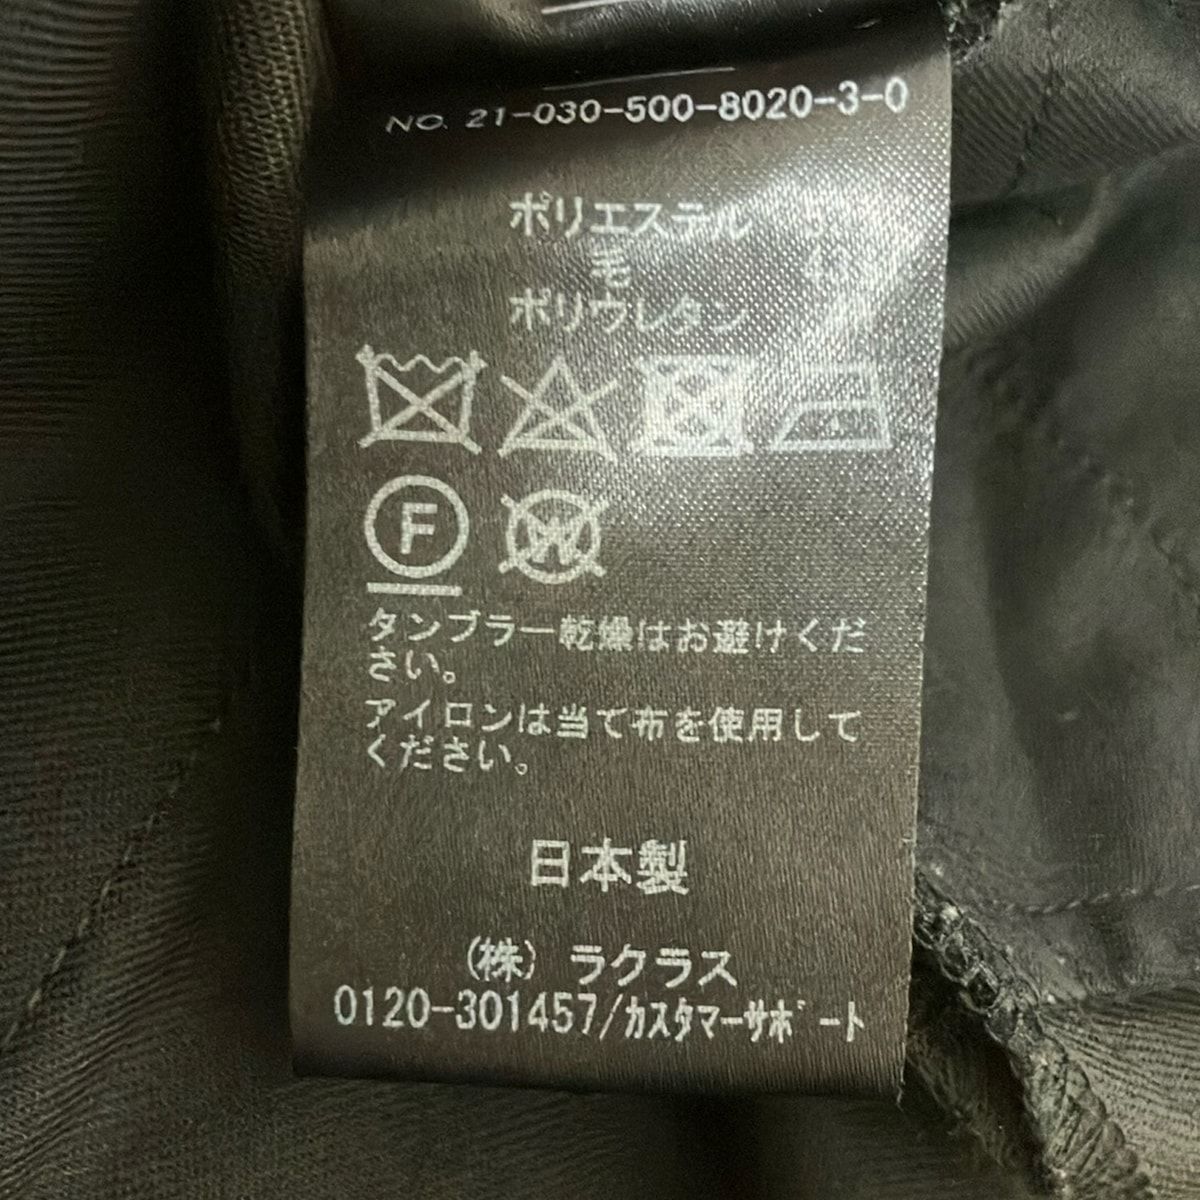 NO. 21-030-500-8020-3-0
ポリエステル
毛
ポリウレタン
F
W
タンブラー乾燥はお避けくだ
さい。
アイロンは当て布を使用して
ください。
日本製
(株) ラクラス
0120-301457/ｶｽﾀﾏｰｻﾎﾟｰﾄ